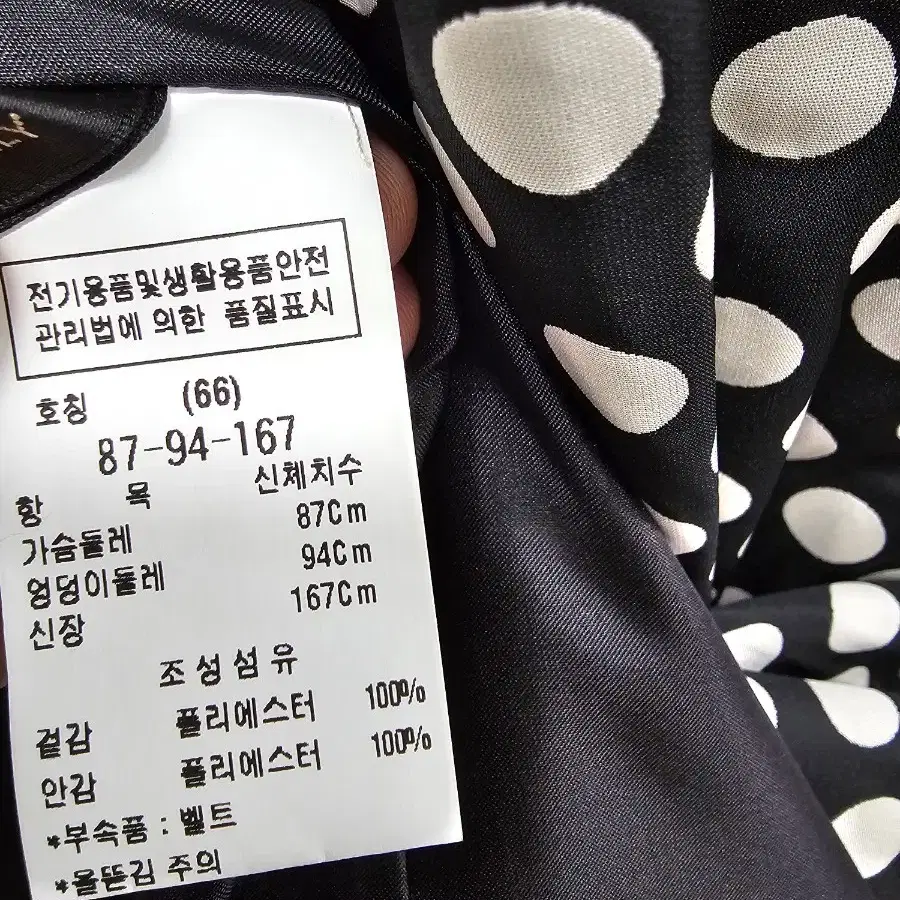 전기용품및생활용품안전
관리법에 의한 품질표시
호칭 (66)
87-94-167
항 목 신체치수
가슴둘레 87Cm
엉덩이둘레 94Cm
신장 167Cm
조성섬유
겉감 폴리에스터 100%
안감 폴리에스터 100%
*부속품 : 벨트
*올뜯김 주의